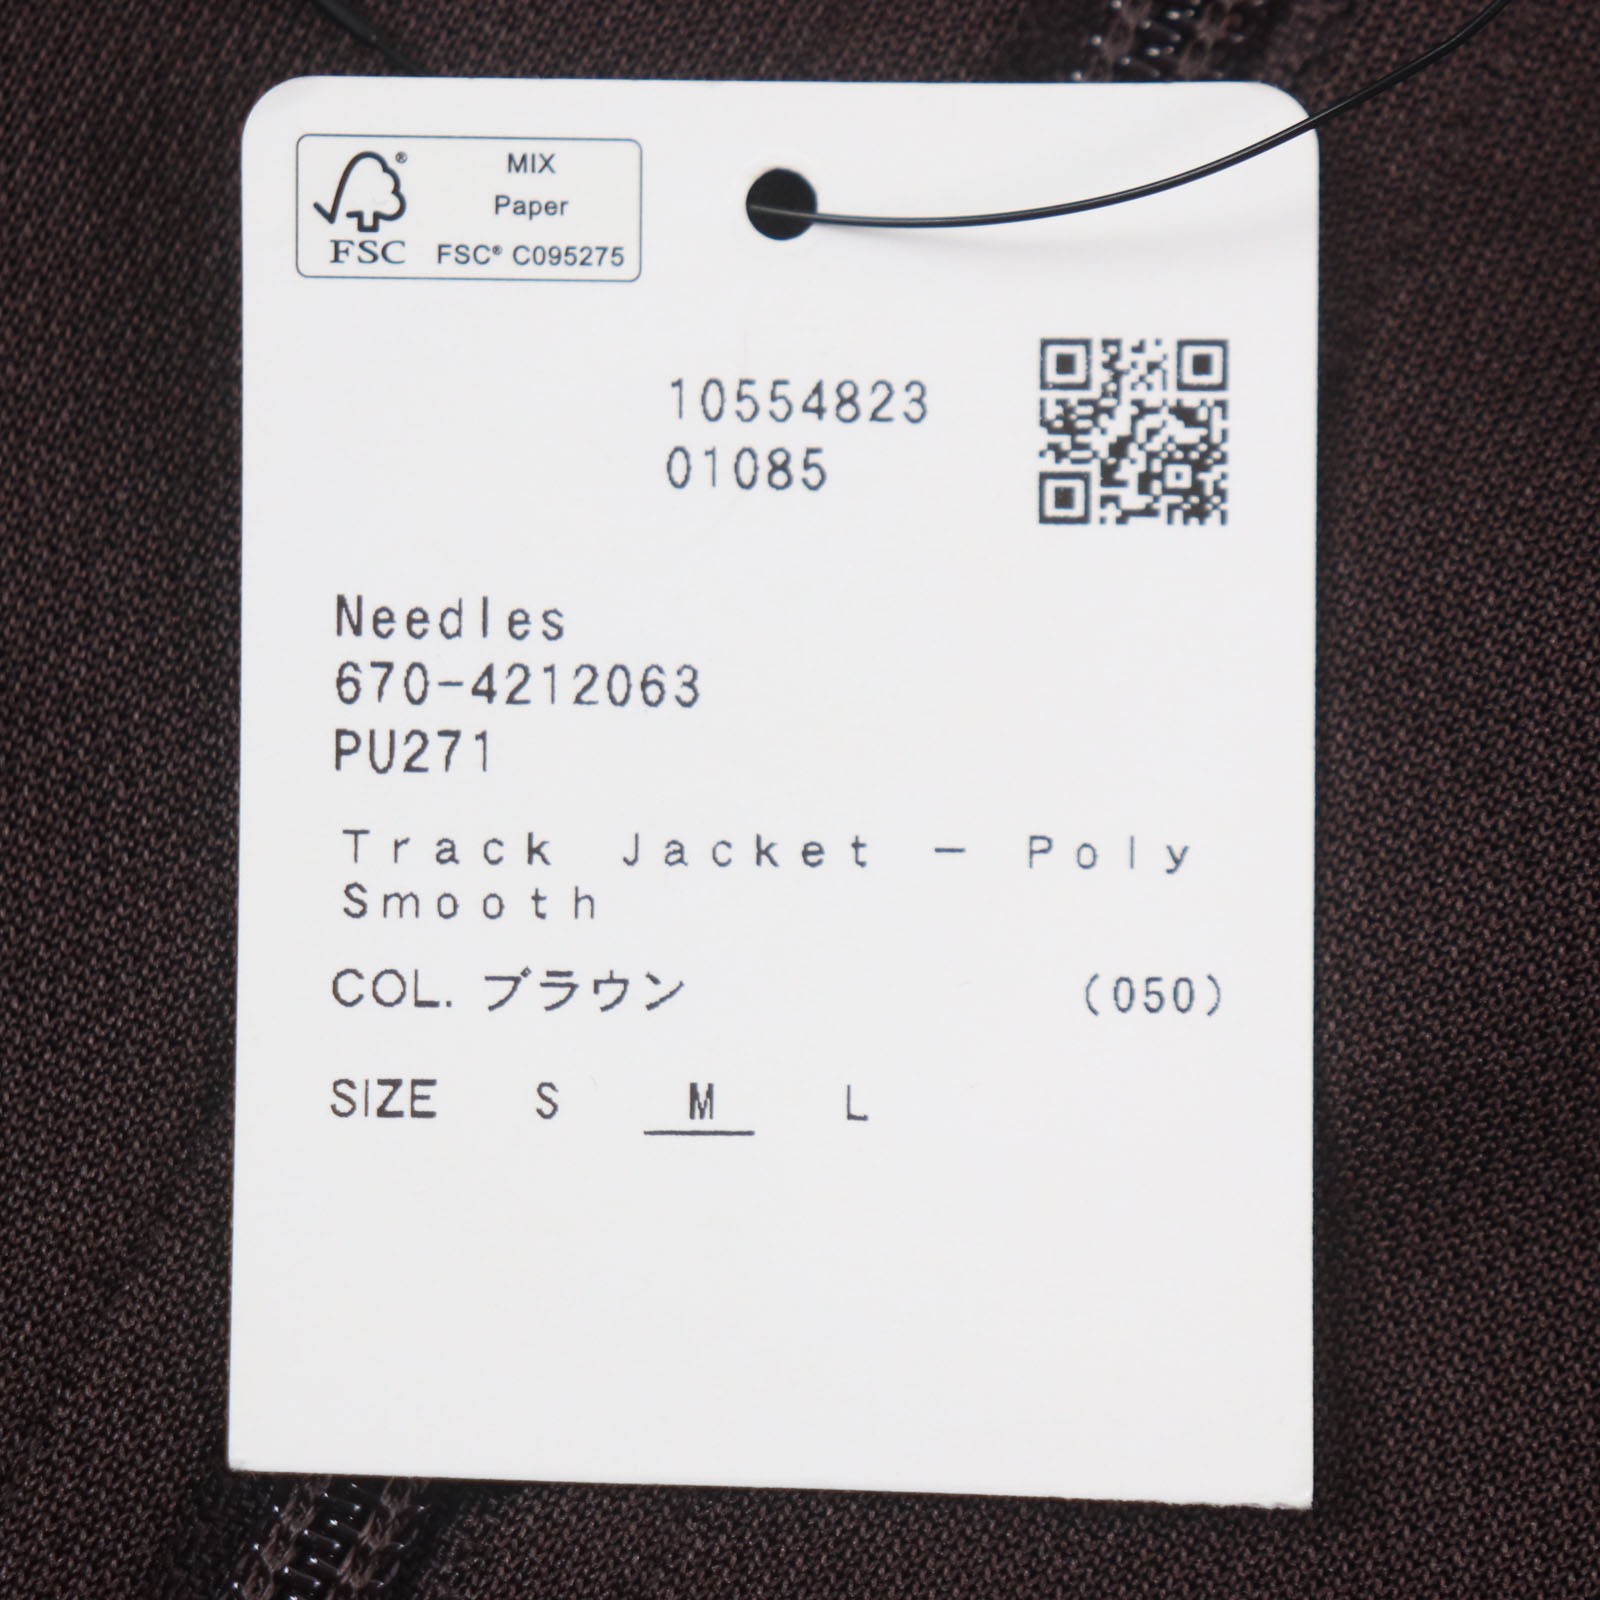 MIX
Paper
FSC® C095275
®
FSC
10554823
01085
Needles
670-4212063
PU271
Track Jacket - Poly
Smooth
COL. ブラウン (050)
SIZE S M L